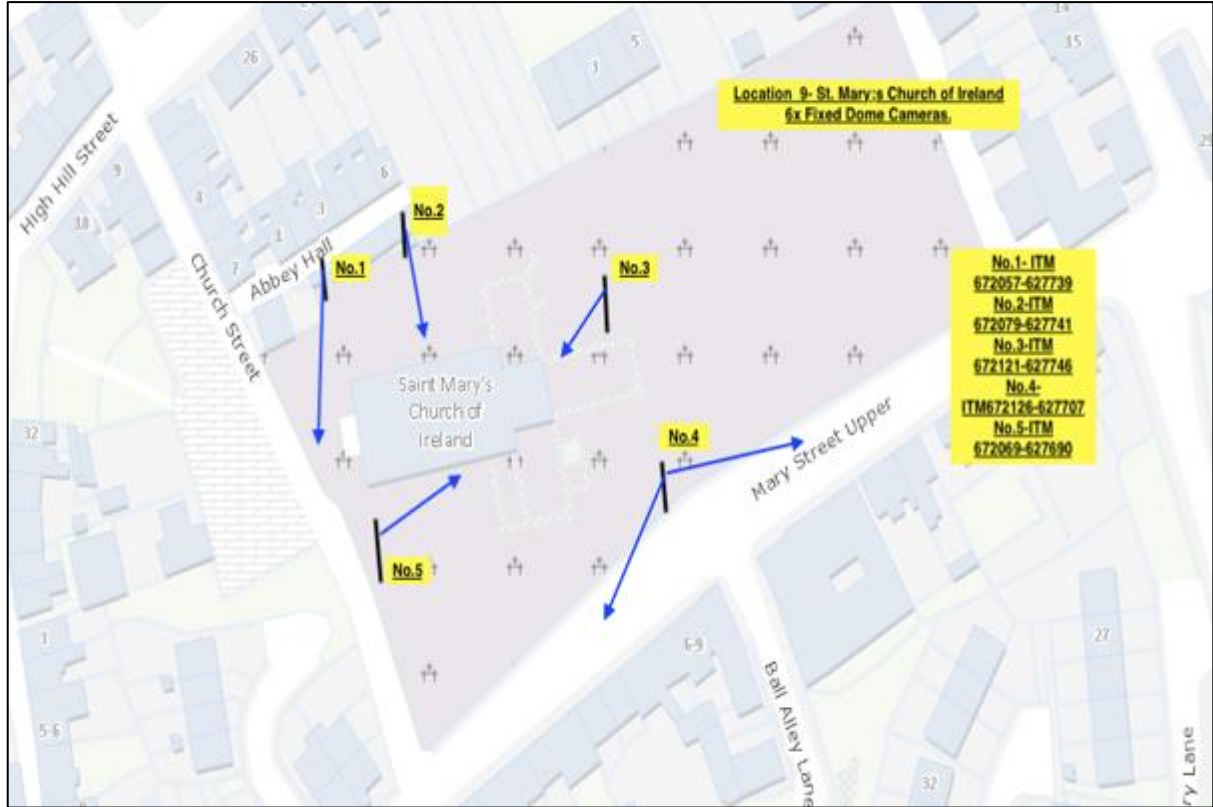 Location 9- St. Mary;s Church of Ireland
6x Fixed Dome Cameras.
14
15
5
3
26
High Hill Street
9
18
4
6
3
1
7
Abbey Hall
Church Street
No.2
No.1
No.3
No.1- ITM
672057-627739
No.2-ITM
672079-627741
No.3-ITM
672121-627746
No.4-
ITM672126-627707
No.5-ITM
672069-627690
Saint Mary's
Church of
Ireland
32
No.4
Mary Street Upper
No.5
1
5-6
6-9
27
Ball Alley Lane
32
ry Lane